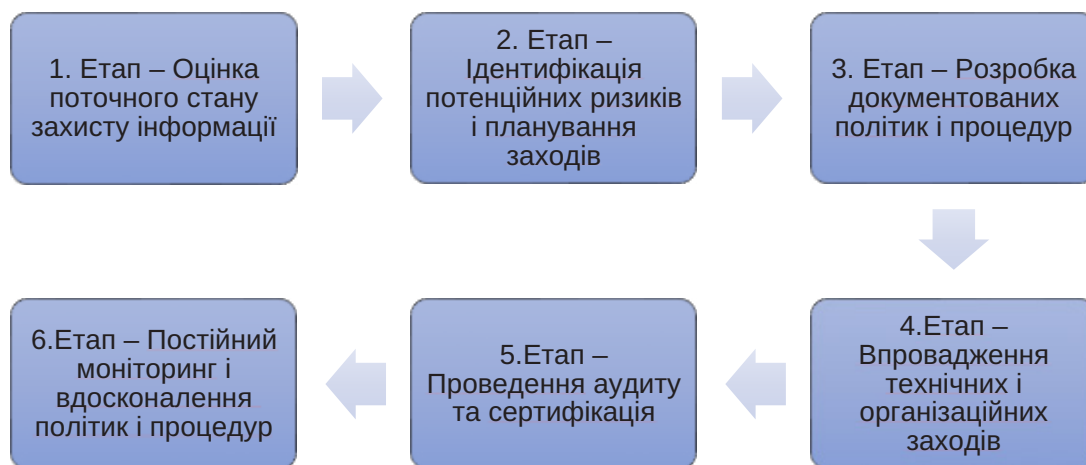 1. Етап – Оцінка
поточного стану
захисту інформації
2. Етап –
Ідентифікація
потенційних ризиків
і планування
заходів
3. Етап – Розробка
документованих
політик і процедур
4.Етап –
Впровадження
технічних і
організаційних
заходів
5.Етап –
Проведення аудиту
та сертифікація
6.Етап – Постійний
моніторинг і
вдосконалення
політик і процедур